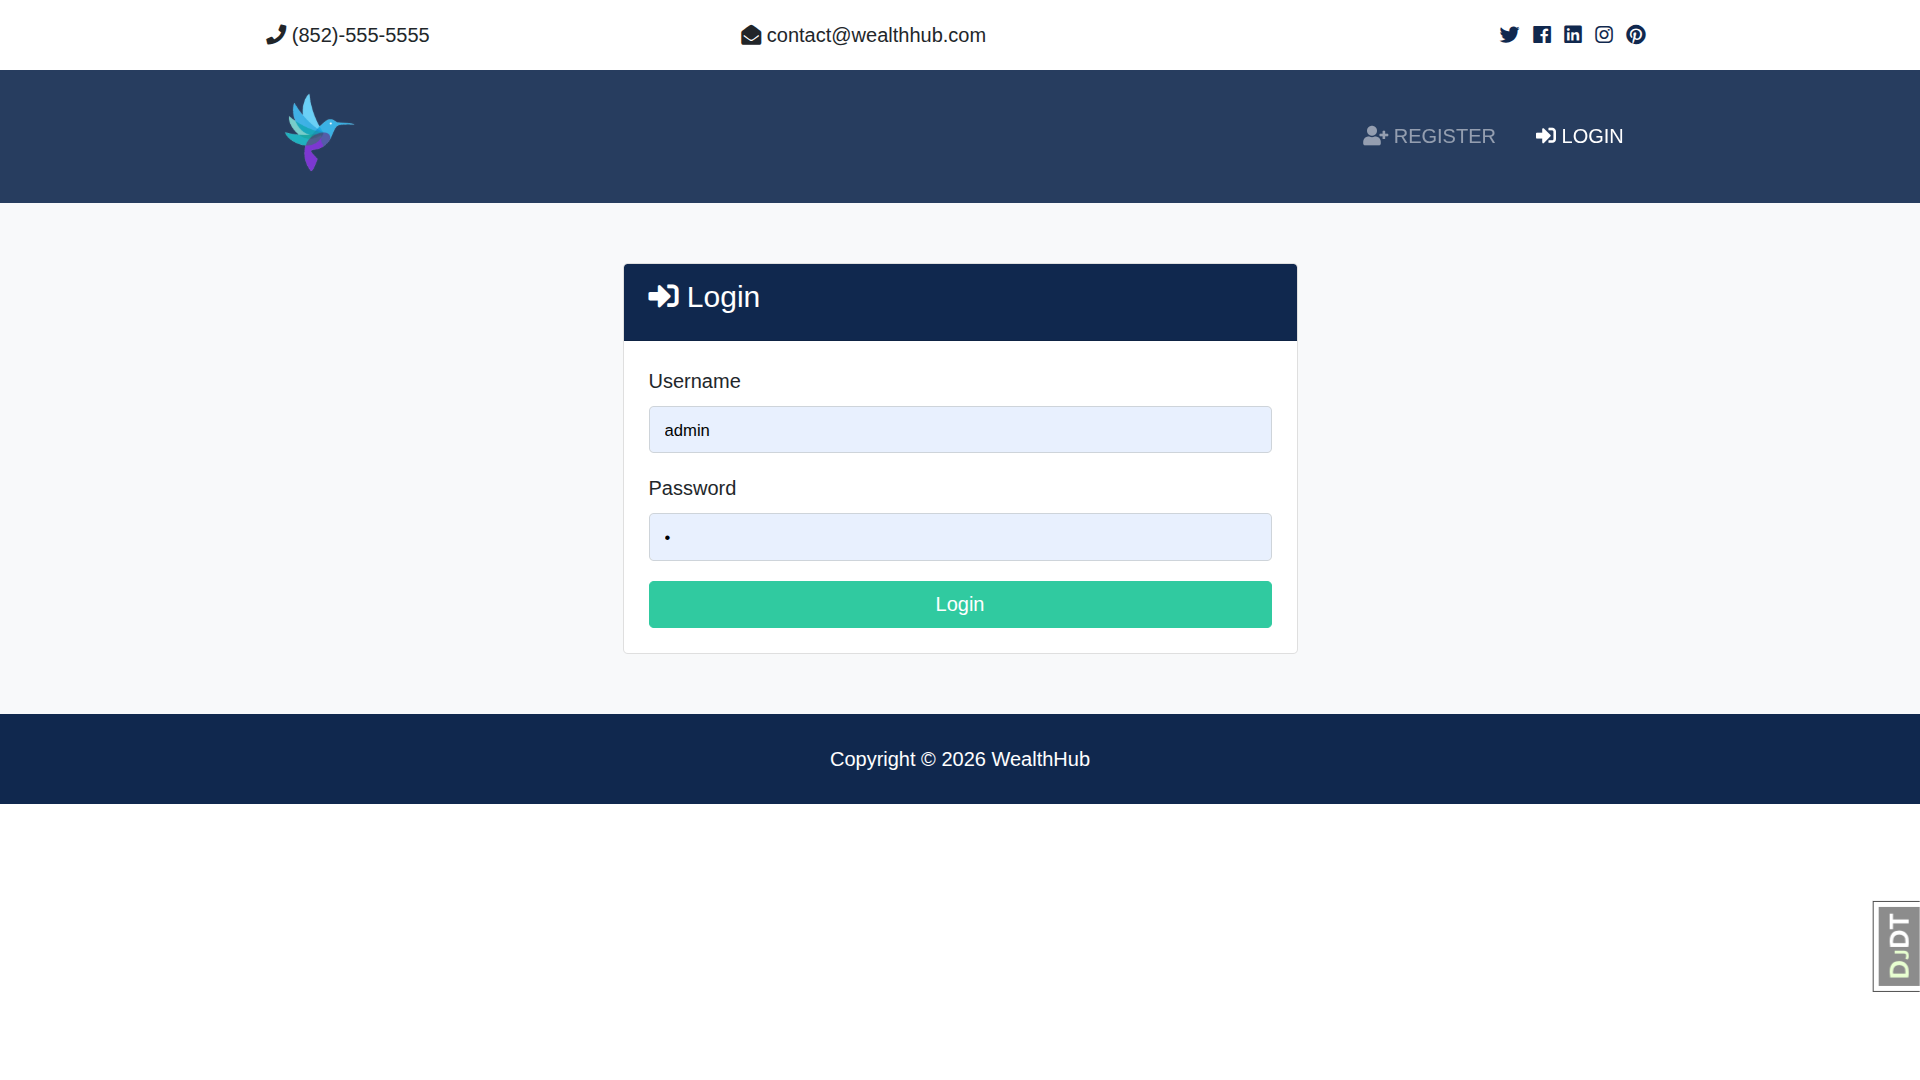 (852)-555-5555
contact@wealthhub.com
REGISTER
LOGIN
Login
Username
admin
Password
•
Login
Copyright © 2026 WealthHub
DJDT